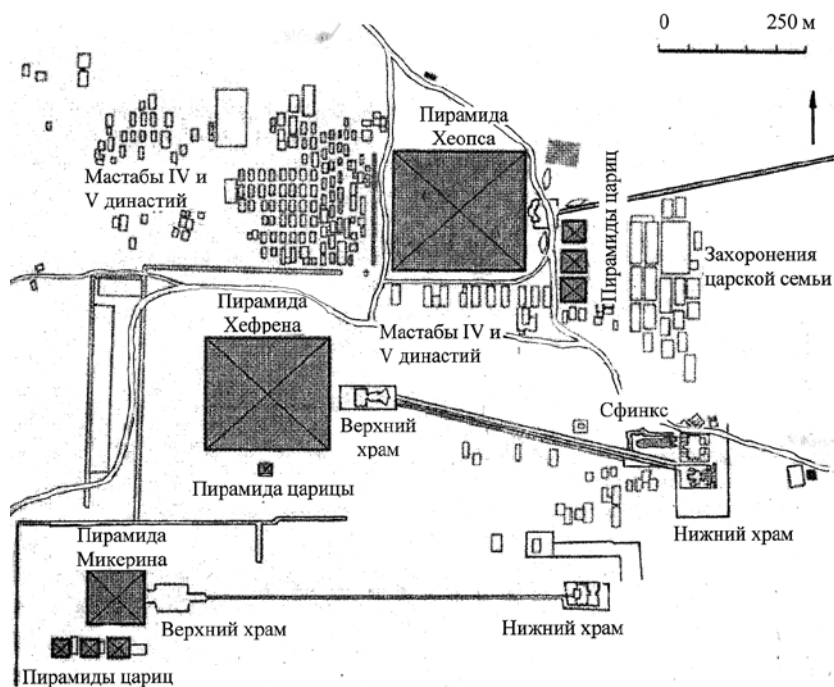 0 250 м
Пирамида
Хеопса
Мастабы IV и
V династий
Пирамиды цариц
Захоронения
царской семьи
Пирамида
Хефрена
Мастабы IV и
V династий
Верхний
храм
Сфинкс
Пирамида царицы
Нижний храм
Пирамида
Микерина
Верхний храм
Нижний храм
Пирамиды цариц